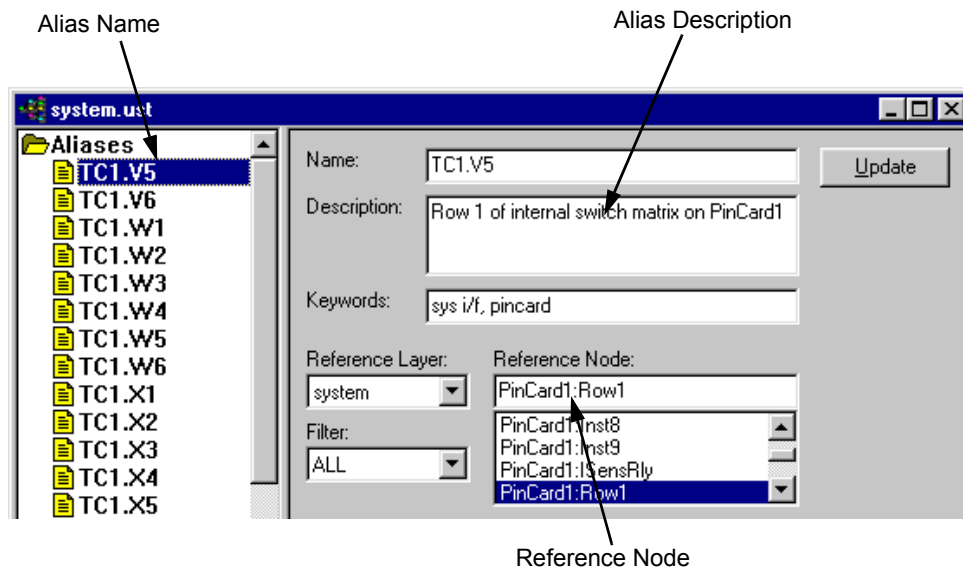 Alias Name
Alias Description
system.ust
Aliases
TC1.V5
TC1.V6
TC1.W1
TC1.W2
TC1.W3
TC1.W4
TC1.W5
TC1.W6
TC1.X1
TC1.X2
TC1.X3
TC1.X4
TC1.X5
Name:
TC1.V5
Update
Description:
Row 1 of internal switch matrix on PinCard1
Keywords:
sys i/f, pincard
Reference Layer:
system
Reference Node:
PinCard1:Row1
Filter:
ALL
PinCard1:Inst8
PinCard1:Inst9
PinCard1:ISensRly
PinCard1:Row1
Reference Node